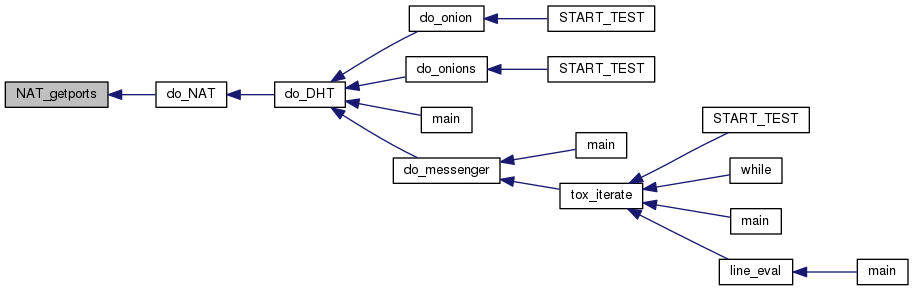 do_onion
START_TEST
do_onions
START_TEST
NAT_getports
do_NAT
do_DHT
main
START_TEST
main
do_messenger
while
tox_iterate
main
line_eval
main